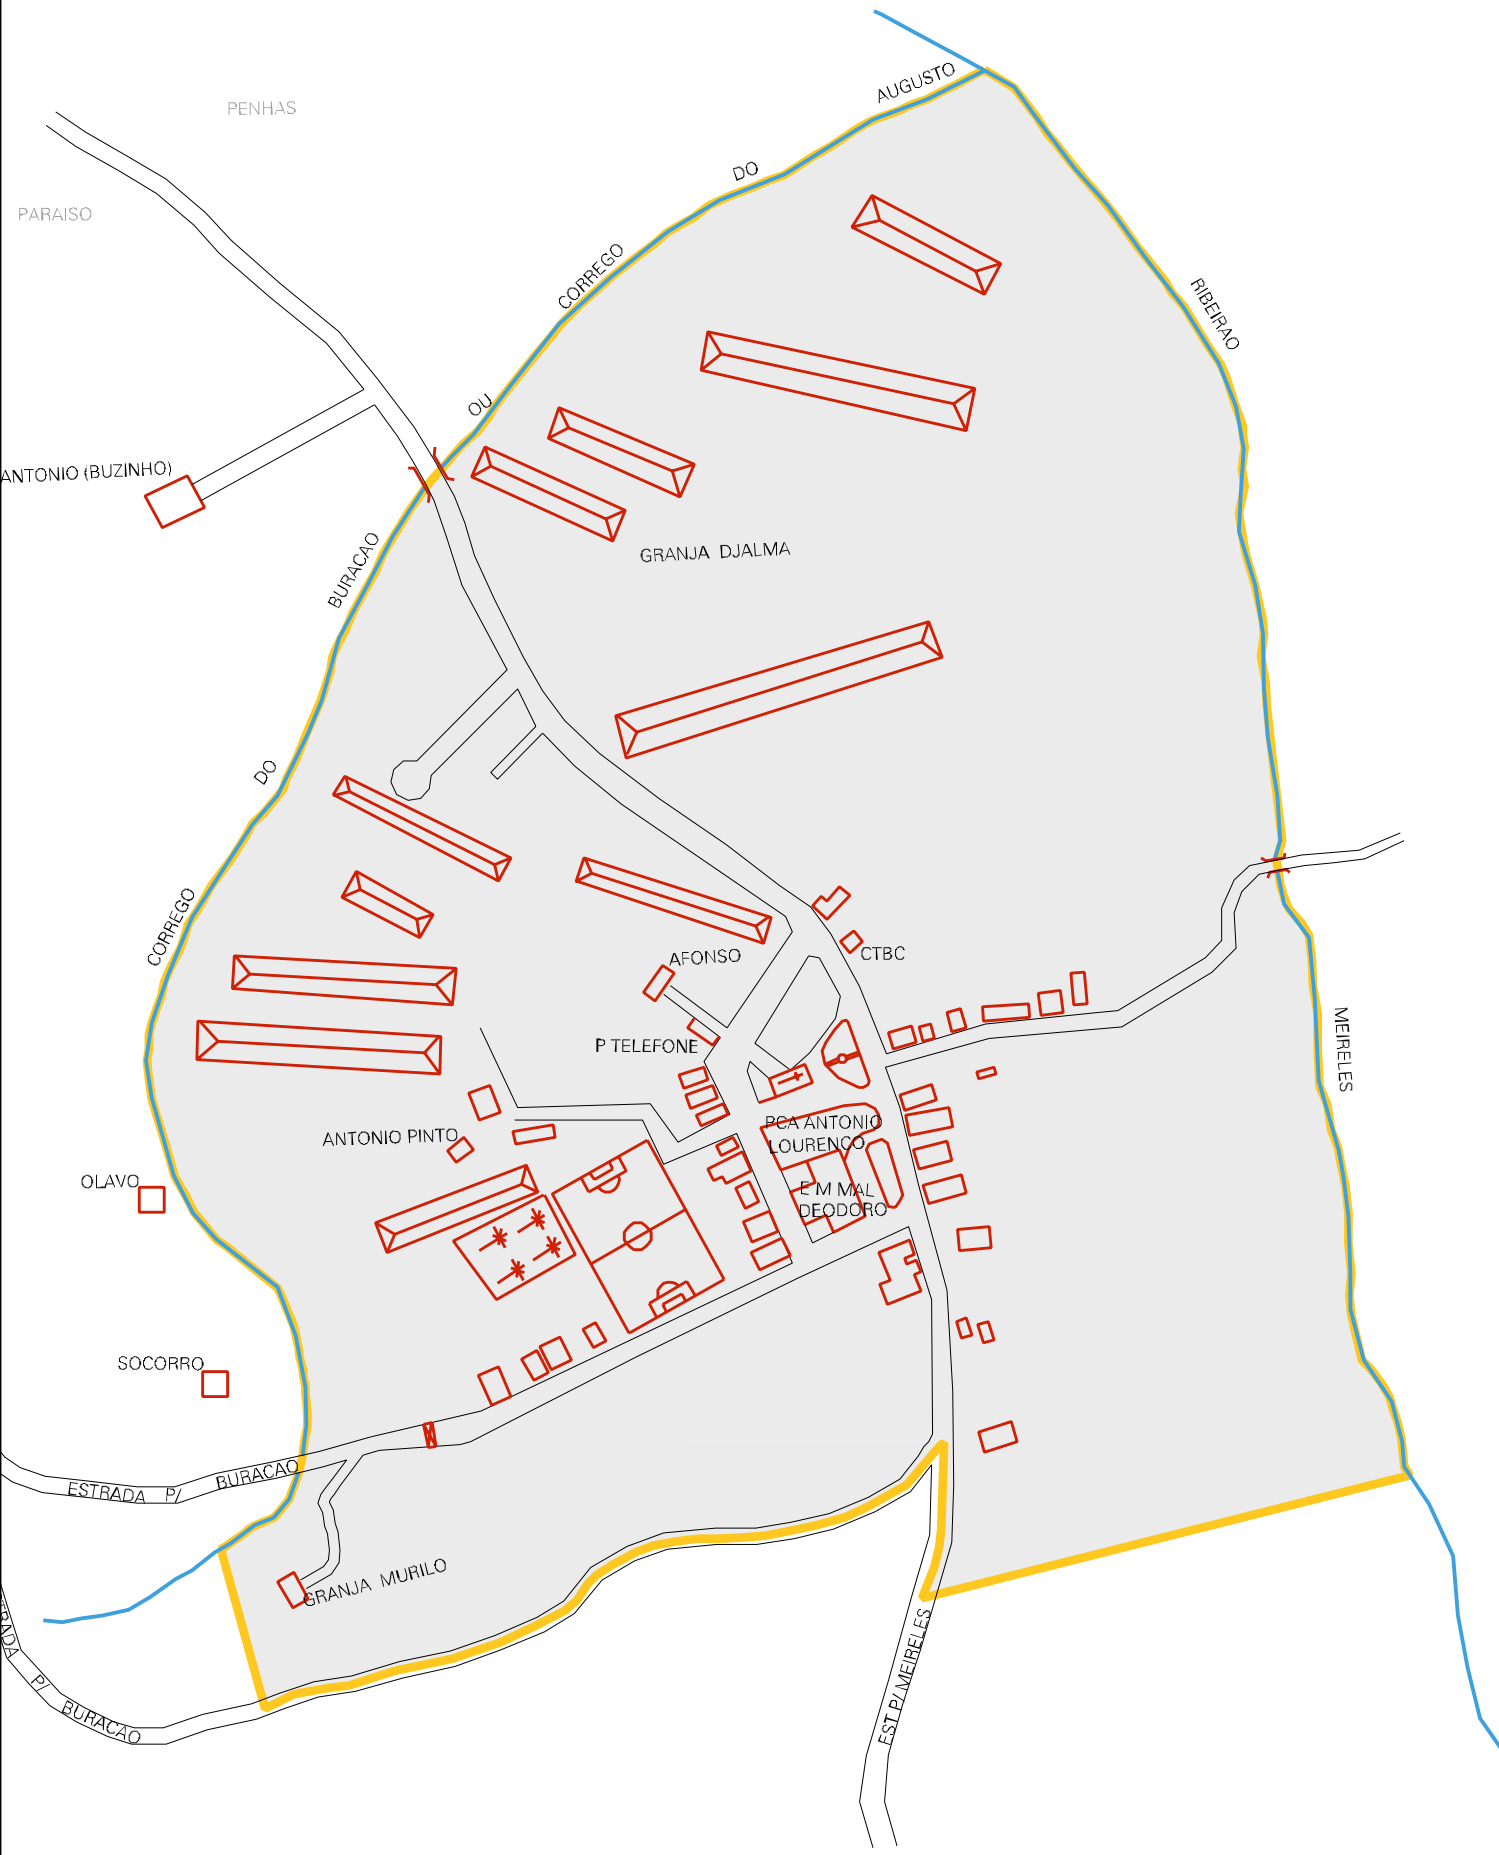 AUGUSTO
PENHAS
DO
PARAISO
CORREGO
RIBEIRAO
OU
ANTONIO (BUZINHO)
BURACAO
GRANJA DJALMA
DO
CORREGO
AFONSO
CTBC
P TELEFONE
MEIRELES
PCA ANTONIO
LOURENCO
ANTONIO PINTO
OLAVO
E M MAL
DEODORO
SOCORRO
ESTRADA P/ BURACAO
GRANJA MURILO
TRADA P/ BURACAO
EST P/ MEIRELES